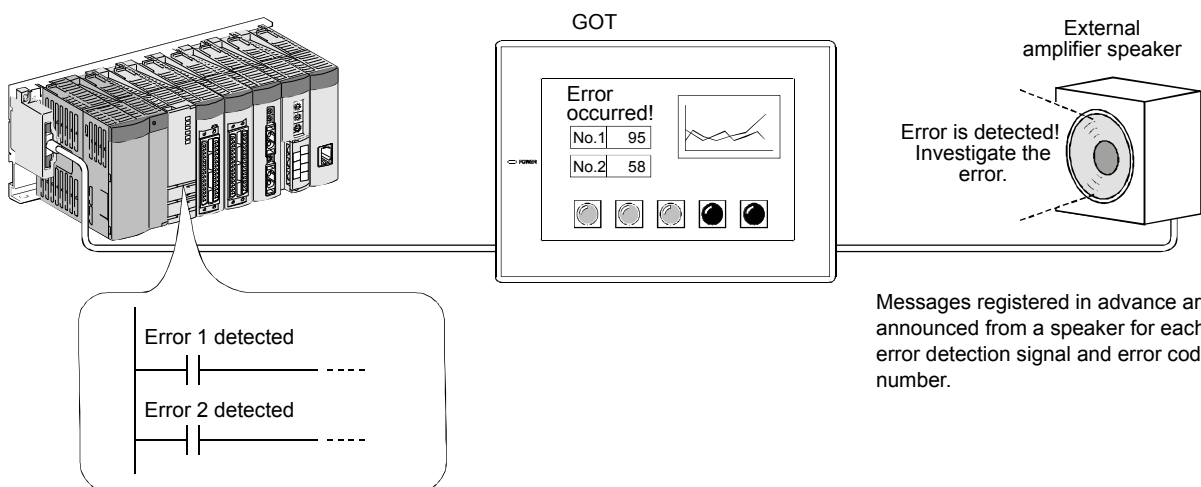 GOT
External
amplifier speaker
Error
occurred!
No.1 95
No.2 58
POWER
Error is detected!
Investigate the
error.
Error 1 detected
Error 2 detected
Messages registered in advance ar
announced from a speaker for each
error detection signal and error cod
number.